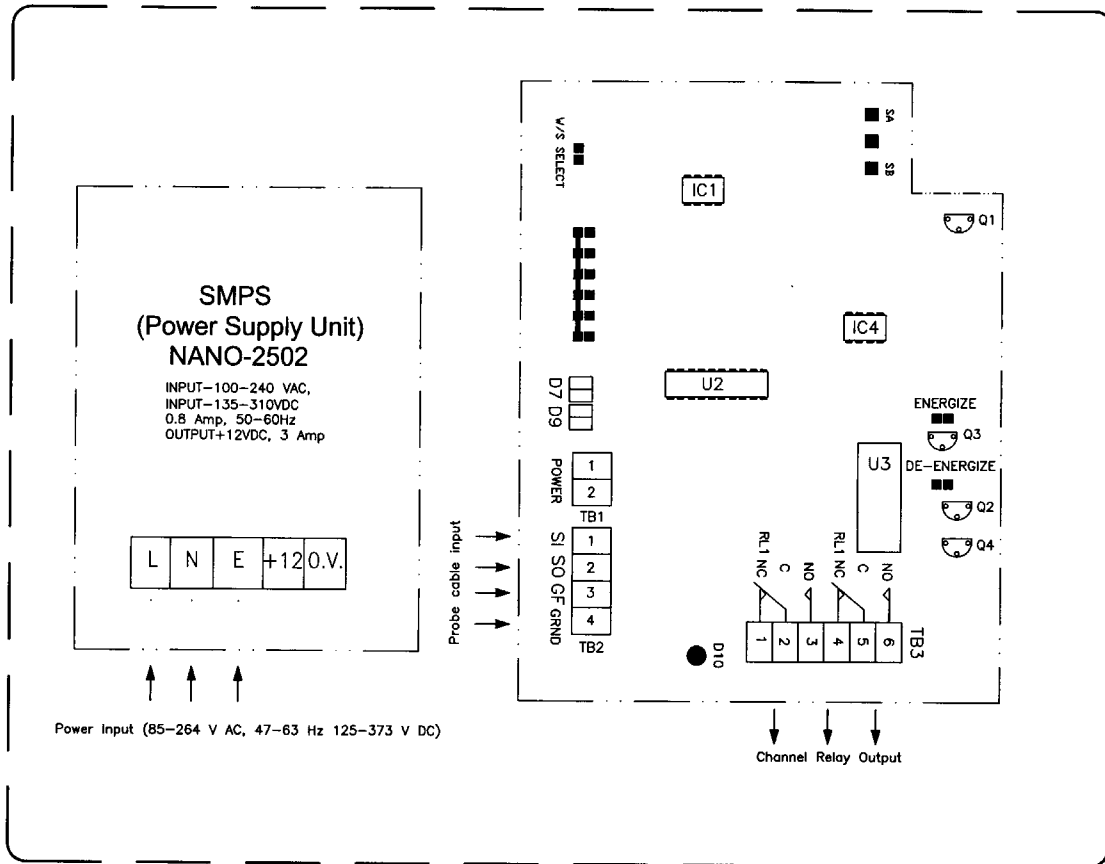 SMPS
(Power Supply Unit)
NANO-2502
INPUT-100-240 VAC,
INPUT-135-310VDC
0.8 Amp, 50-60Hz
OUTPUT+12VDC, 3 Amp
L N E +12 0.V.
Power Input (85-264 V AC, 47-63 Hz 125-373 V DC)
W/S SELECT
SA
SB
IC1
Q1
IC4
U2
D7
D9
ENERGIZE
Q3
U3
DE-ENERGIZE
Q2
Q4
POWER
1
2
TB1
Probe cable input
SI 1
SO 2
GF 3
GRND 4
TB2
RL1 NC C NO RL1 NC C NO
1 2 3 4 5 6
TB3
D10
Channel Relay Output